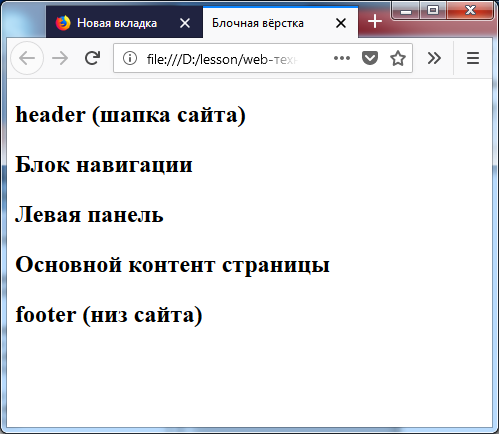 Новая вкладка
Блочная вёрстка
file:///D:/lesson/web-тех
header (шапка сайта)
Блок навигации
Левая панель
Основной контент страницы
footer (низ сайта)